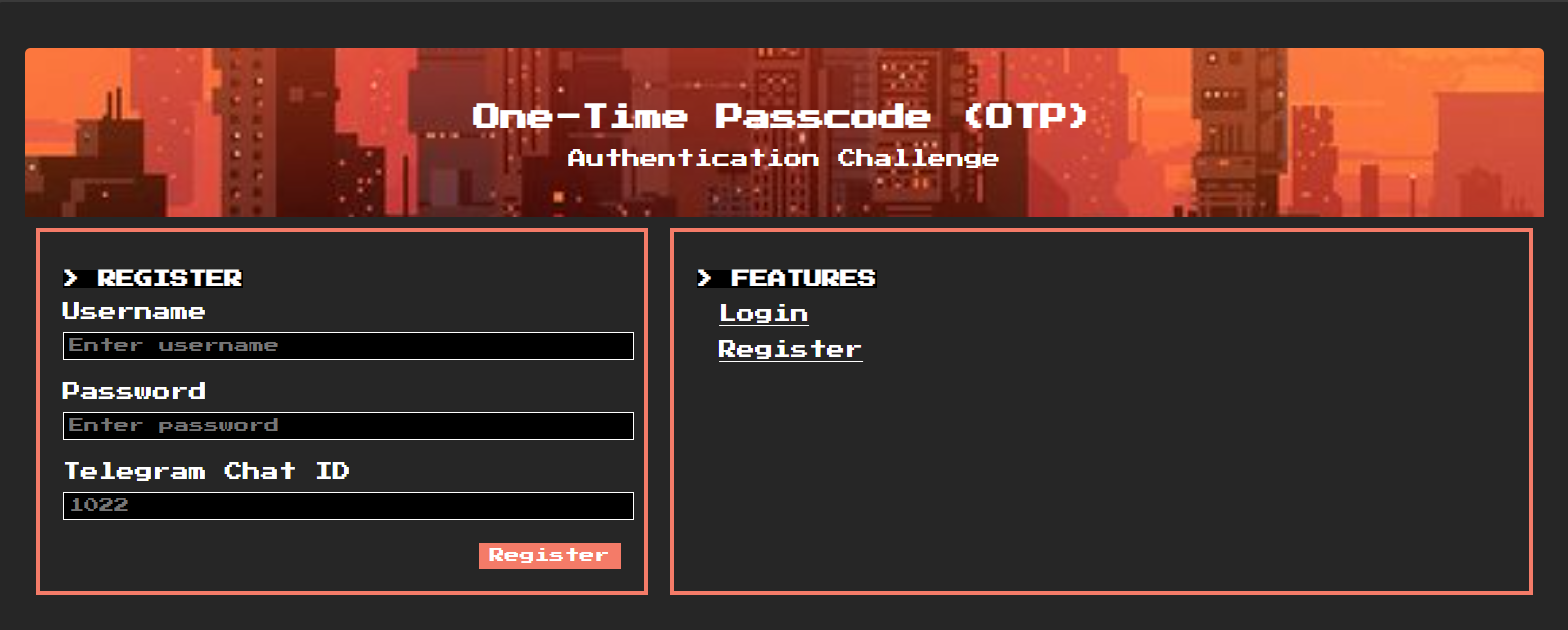 One-Time Passcode (OTP)
Authentication Challenge
> REGISTER
Username
Enter username
Password
Enter password
Telegram Chat ID
1022
Register
> FEATURES
Login
Register